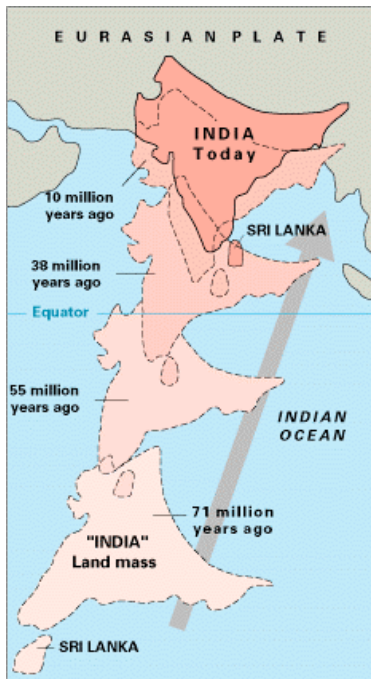 EURASIAN PLATE
INDIA
Today
10 million
years ago
SRI LANKA
38 million
years ago
Equator
55 million
years ago
INDIAN
OCEAN
71 million
years ago
"INDIA"
Land mass
SRI LANKA